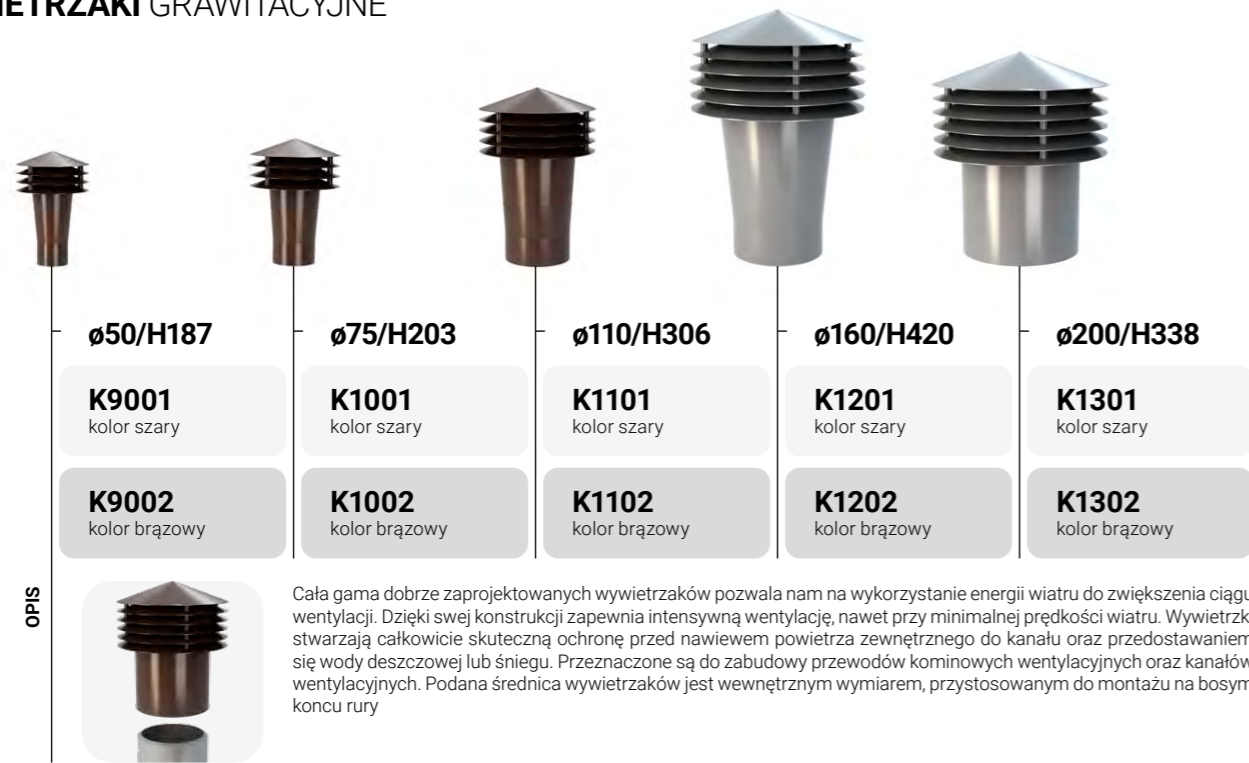 IETRZAKI GRAWITACYJNE
ø50/H187
ø75/H203
ø110/H306
ø160/H420
ø200/H338
K9001
kolor szary
K1001
kolor szary
K1101
kolor szary
K1201
kolor szary
K1301
kolor szary
K9002
kolor brązowy
K1002
kolor brązowy
K1102
kolor brązowy
K1202
kolor brązowy
K1302
kolor brązowy
OPIS
Cała gama dobrze zaprojektowanych wywietrzaków pozwala nam na wykorzystanie energii wiatru do zwiększenia ciągu
wentylacji. Dzięki swej konstrukcji zapewnia intensywną wentylację, nawet przy minimalnej prędkości wiatru. Wywietrzk
stwarzają całkowicie skuteczną ochronę przed nawiewem powietrza zewnętrznego do kanału oraz przedostawaniem
się wody deszczowej lub śniegu. Przeznaczone są do zabudowy przewodów kominowych wentylacyjnych oraz kanałów
wentylacyjnych. Podana średnica wywietrzaków jest wewnętrznym wymiarem, przystosowanym do montażu na bosym
koncu rury